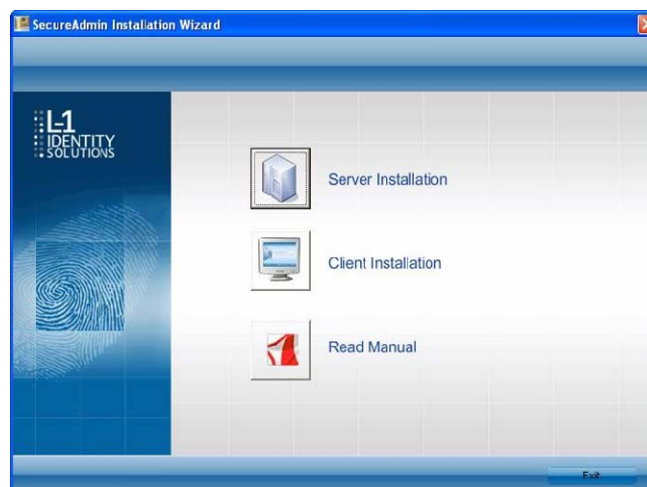 SecureAdmin Installation Wizard
L-1
IDENTITY
SOLUTIONS
Server Installation
Client Installation
Read Manual
Exit